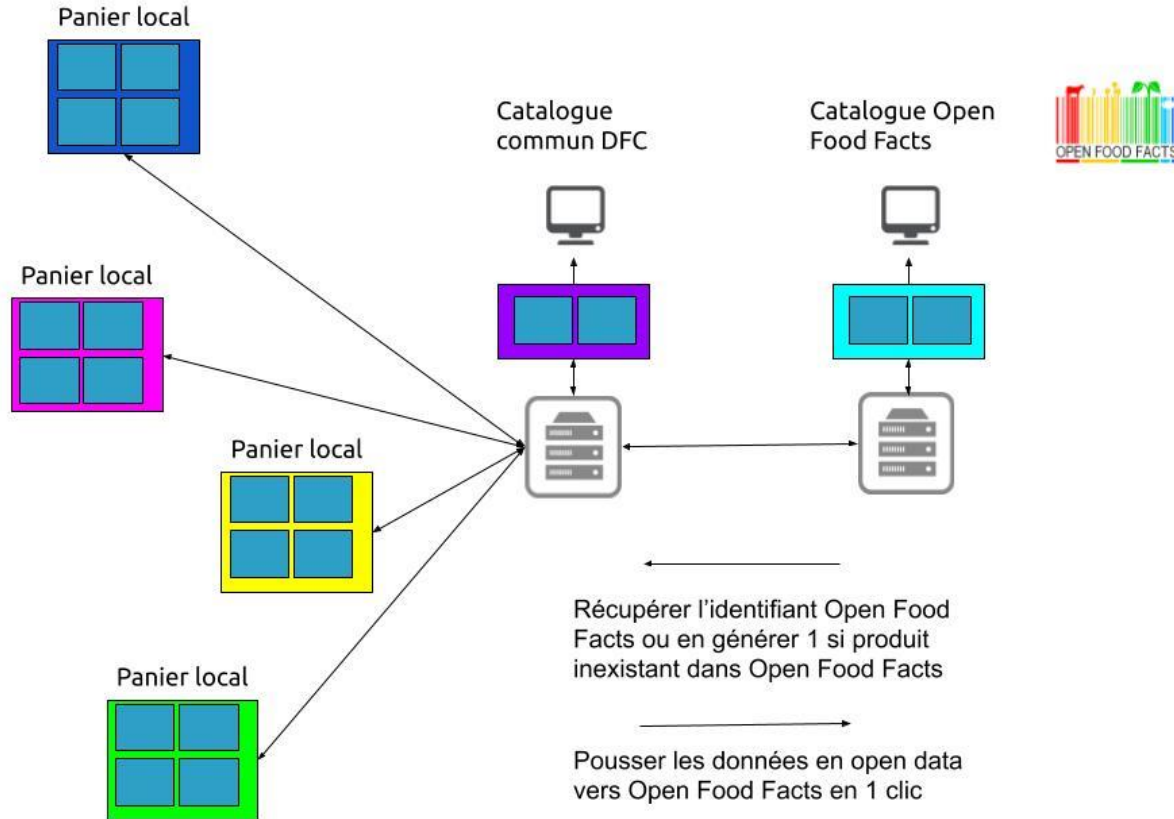 Panier local
Catalogue
commun DFC
Catalogue Open
Food Facts
OPEN FOOD FACTS
Panier local
Panier local
Récupérer l'identifiant Open Food
Facts ou en générer 1 si produit
inexistant dans Open Food Facts
Panier local
Pousser les données en open data
vers Open Food Facts en 1 clic